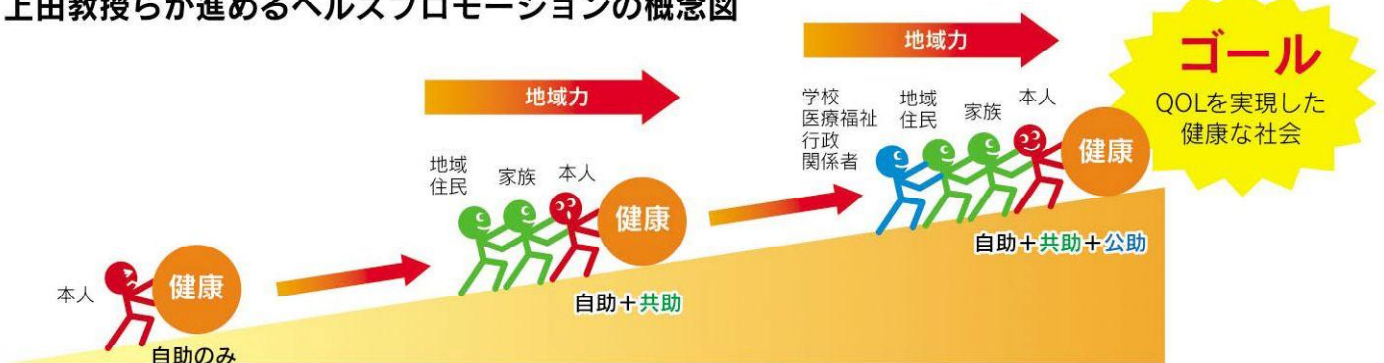 上田教授らが進めるヘルスプロモーションの概念図
本人
健康
自助のみ
地域力
地域
住民
家族
本人
健康
自助＋共助
地域力
学校
医療福祉
行政
関係者
地域
住民
家族
本人
健康
自助＋共助＋公助
ゴール
QOLを実現した
健康な社会